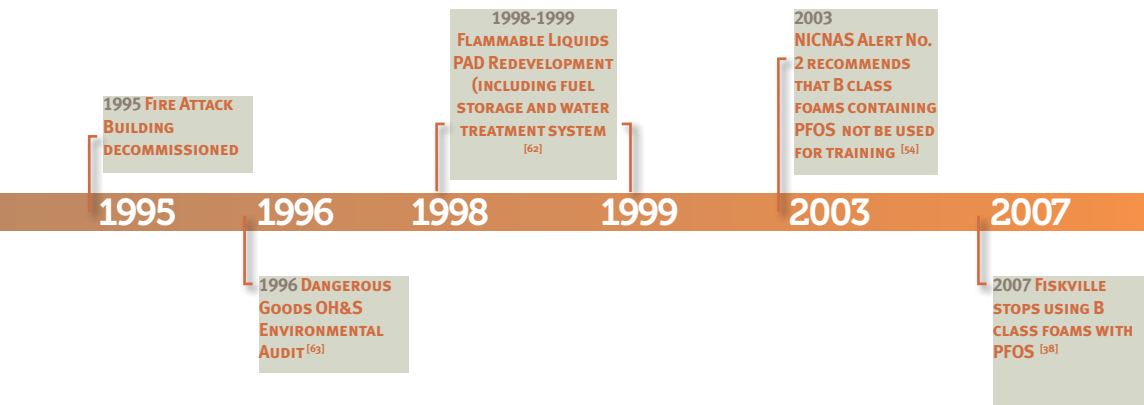 1998-1999
Flammable Liquids
PAD Redevelopment
(including fuel
storage and water
treatment system
[62]
2003
NICNAS Alert No.
2 recommends
that B class
foams containing
PFOS not be used
for training [54]
1995 Fire Attack
Building
decommissioned
1995 1996 1998 1999 2003 2007
1996 Dangerous
Goods OH&S
Environmental
Audit [63]
2007 Fiskville
stops using B
class foams with
PFOS [38]